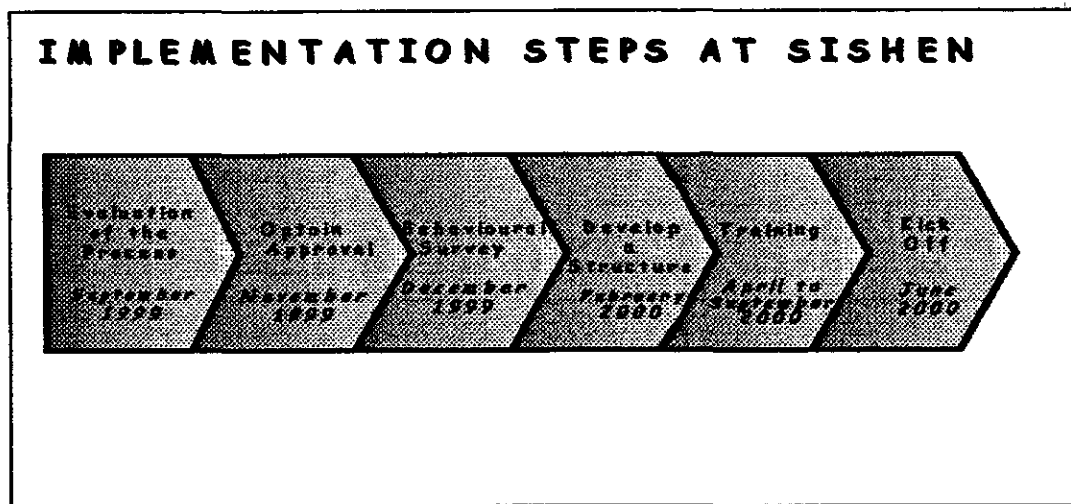 IMPLEMENTATION STEPS AT SISHEN
Evaluation
of the
Process
September
1999
Optain
Approval
November
1999
Behavioural
Survey
December
1999
Develop
a
Structure
February
2000
Training
April to
September
2000
Kick
Off
June
2000